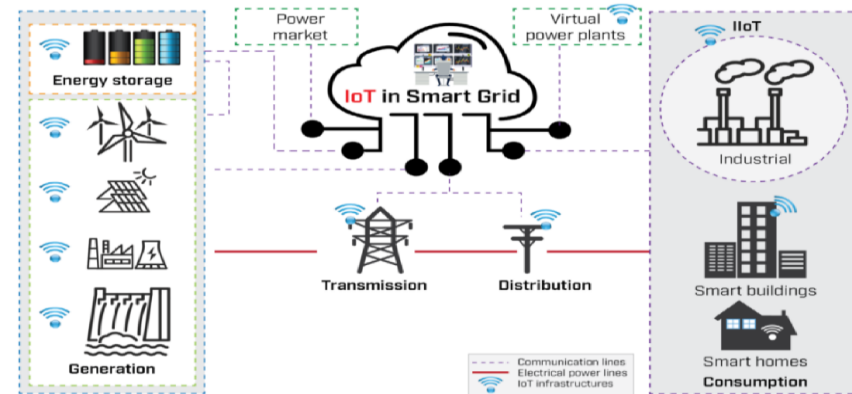 Energy storage
Generation
Power
market
IoT in Smart Grid
Virtual
power plants
Transmission
Distribution
IIoT
Industrial
Smart buildings
Smart homes
Consumption
Communication lines
Electrical power lines
IoT infrastructures